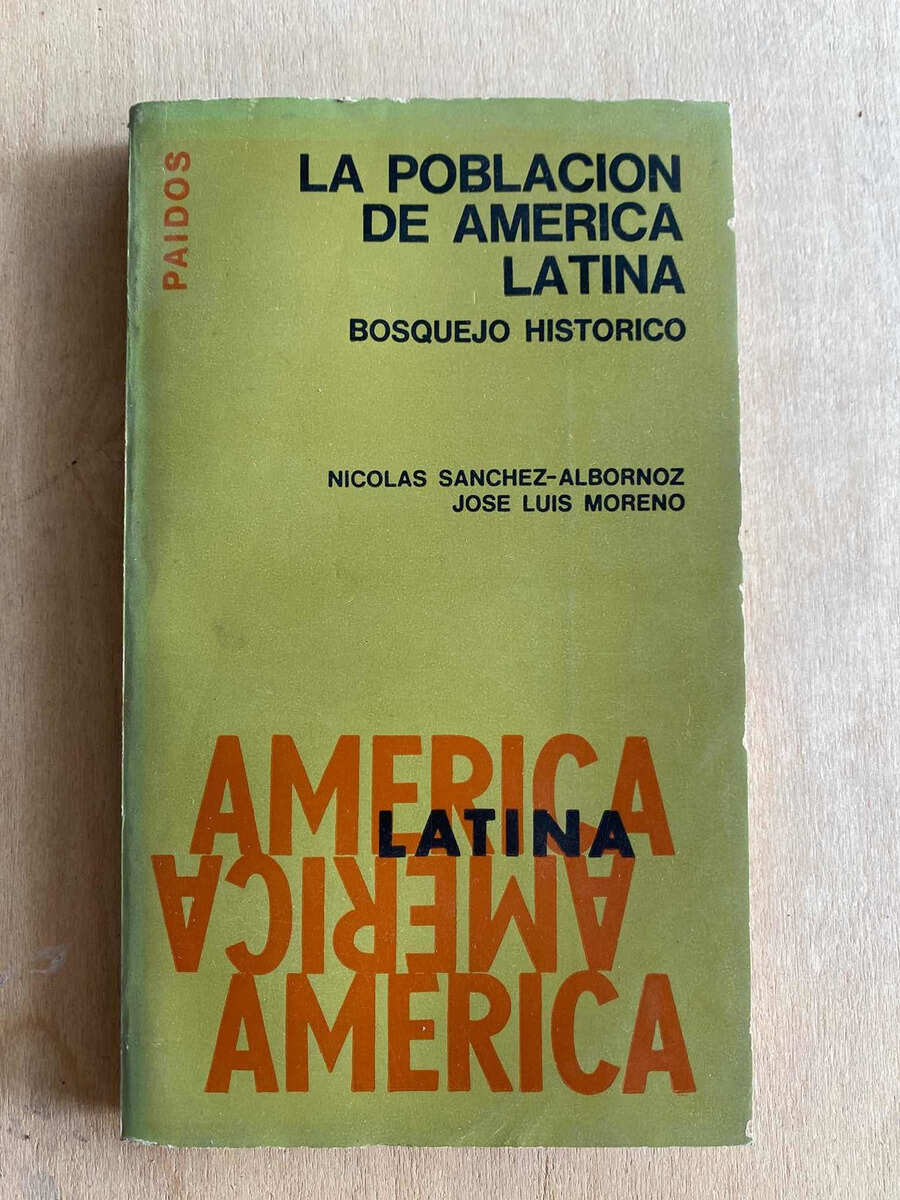 PAIDOS
LA POBLACION
DE AMERICA
LATINA
BOSQUEJO HISTORICO
NICOLAS SANCHEZ-ALBORNOZ
JOSE LUIS MORENO
AMERICA
LATINA
AMERICA
AMERICA